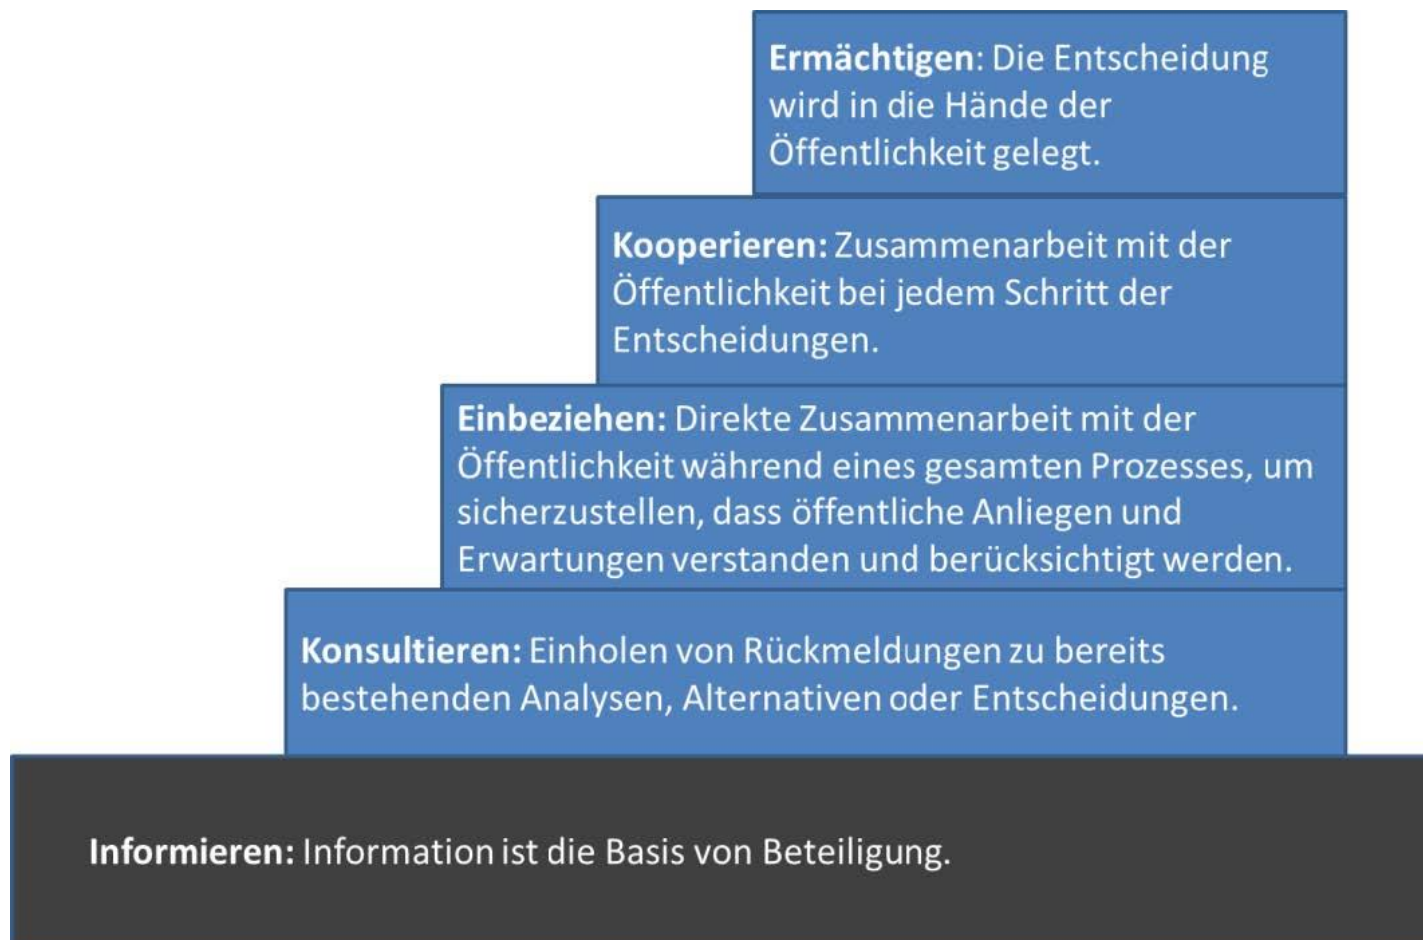 Ermächtigen: Die Entscheidung
wird in die Hände der
Öffentlichkeit gelegt.
Kooperieren: Zusammenarbeit mit der
Öffentlichkeit bei jedem Schritt der
Entscheidungen.
Einbeziehen: Direkte Zusammenarbeit mit der
Öffentlichkeit während eines gesamten Prozesses, um
sicherzustellen, dass öffentliche Anliegen und
Erwartungen verstanden und berücksichtigt werden.
Konsultieren: Einholen von Rückmeldungen zu bereits
bestehenden Analysen, Alternativen oder Entscheidungen.
Informieren: Information ist die Basis von Beteiligung.